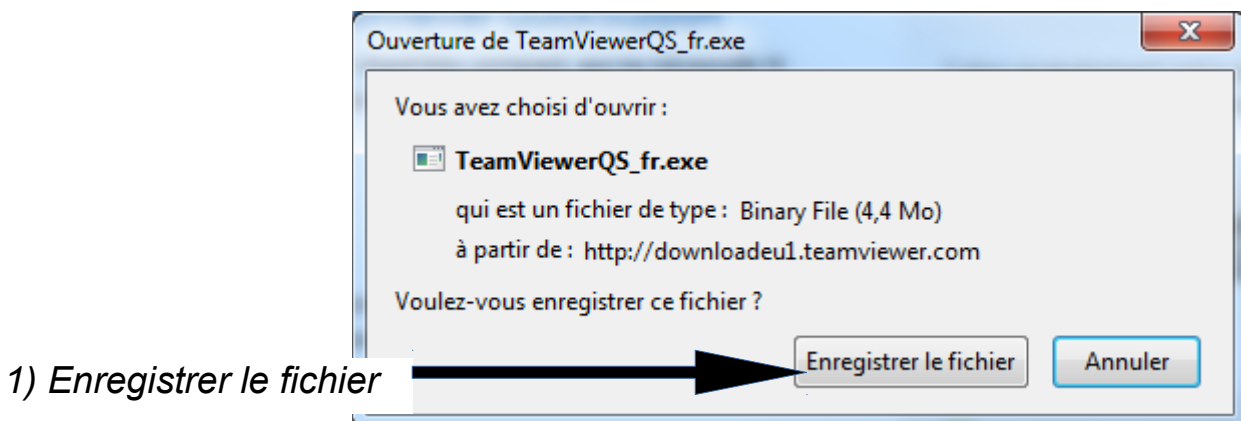 Ouverture de TeamViewerQS_fr.exe
Vous avez choisi d'ouvrir :
TeamViewerQS_fr.exe
qui est un fichier de type : Binary File (4,4 Mo)
à partir de : http://downloadeu1.teamviewer.com
Voulez-vous enregistrer ce fichier ?
1) Enregistrer le fichier
Enregistrer le fichier
Annuler